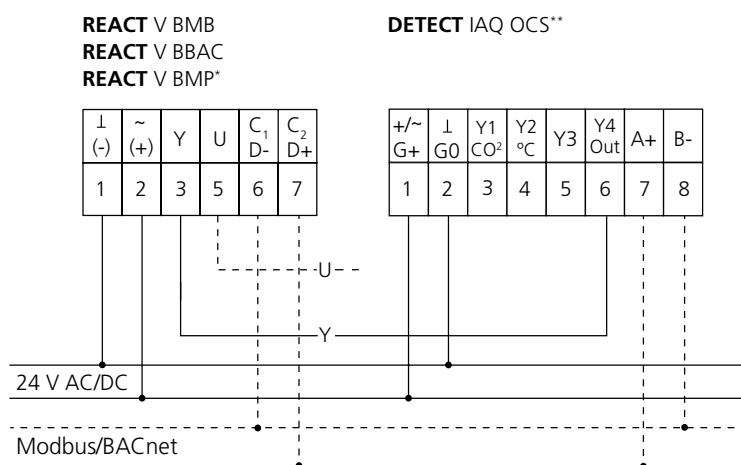 REACT V BMB
REACT V BBAC
REACT V BMP*
DETECT IAQ OCS**
⊥ (-) ~ (+) Y U C₁ D- C₂ D+
1 2 3 5 6 7
+/~ G+ ⊥ G0 Y1 CO² Y2 ºC Y3 Y4 Out A+ B-
1 2 3 4 5 6 7 8
U
Y
24 V AC/DC
Modbus/BACnet